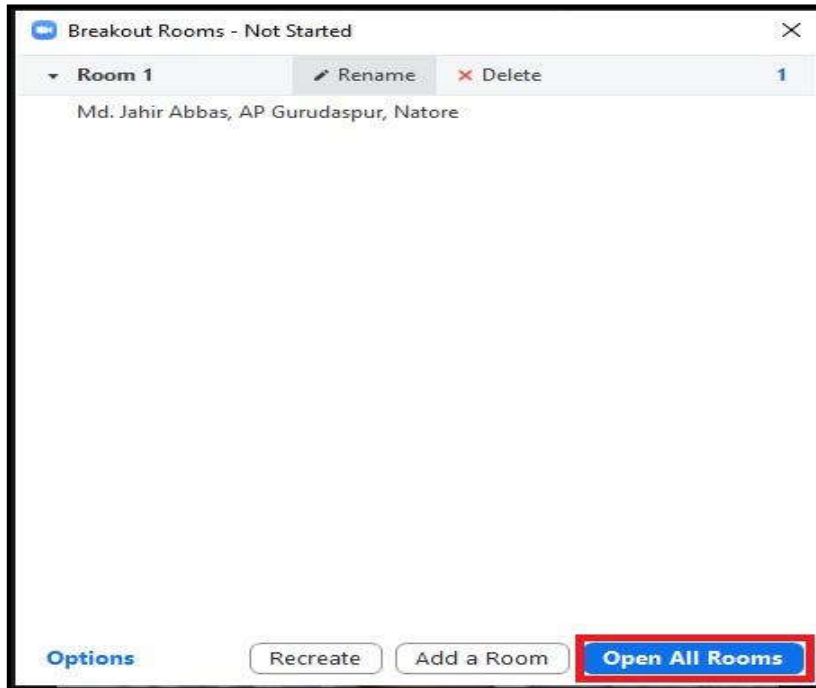 Breakout Rooms - Not Started
Room 1 Rename Delete 1
Md. Jahir Abbas, AP Gurudaspur, Natore
Options Recreate Add a Room Open All Rooms